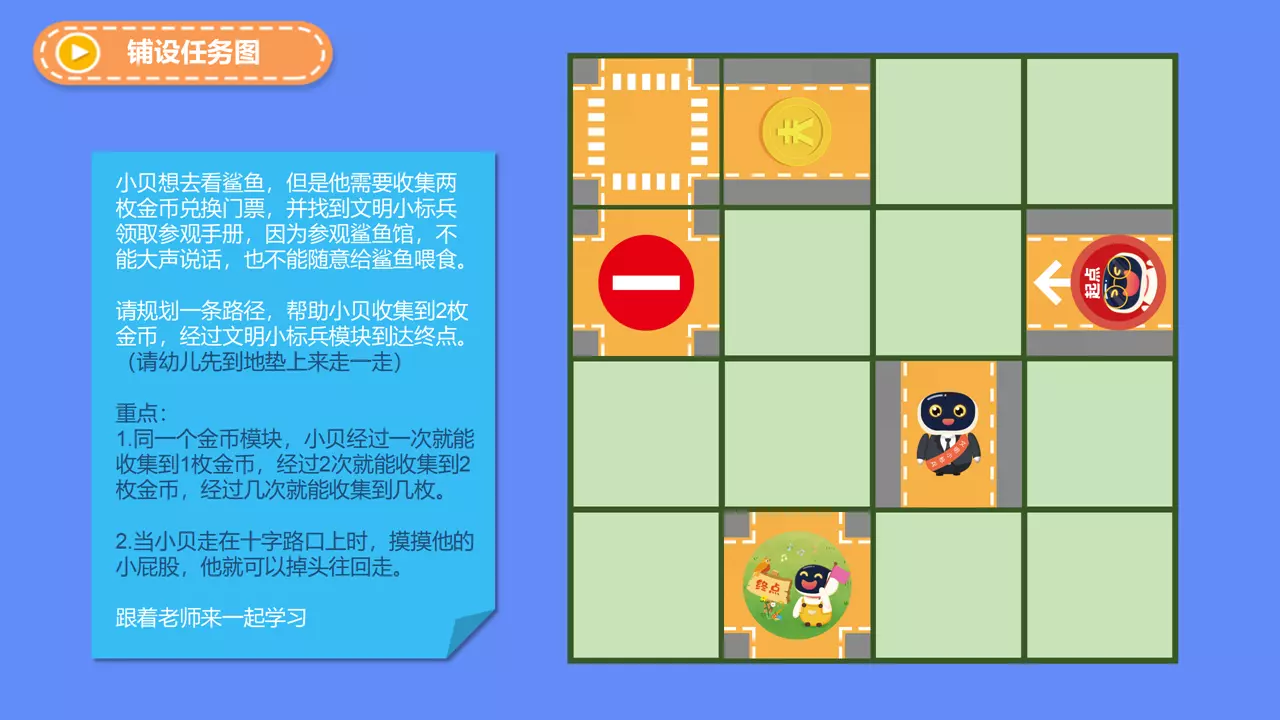 铺设任务图
小贝想去看鲨鱼，但是他需要收集两
枚金币兑换门票，并找到文明小标兵
领取参观手册，因为参观鲨鱼馆，不
能大声说话，也不能随意给鲨鱼喂食。
请规划一条路径，帮助小贝收集到2枚
金币，经过文明小标兵模块到达终点。
（请幼儿先到地垫上来走一走）
重点：
1.同一个金币模块，小贝经过一次就能
收集到1枚金币，经过2次就能收集到2
枚金币，经过几次就能收集到几枚。
2.当小贝走在十字路口上时，摸摸他的
小屁股，他就可以掉头往回走。
跟着老师来一起学习
起点
终点